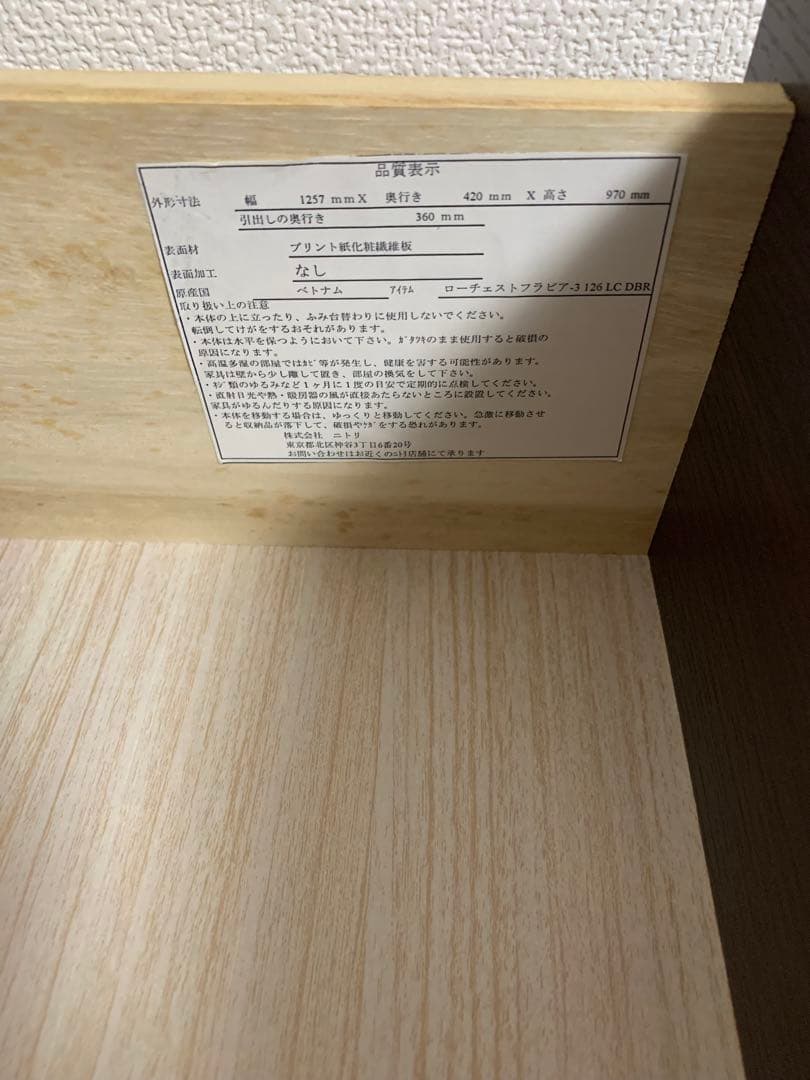 品質表示
外形寸法 幅 1257 mm X 奥行き 420 mm X 高さ 970 mm
引出しの奥行き 360 mm
表面材 プリント紙化粧繊維板
表面加工 なし
原産国 ベトナム ｱｲﾃﾑ ローチェストフラビア-3 126 LC DBR
取り扱い上の注意
・本体の上に立ったり、ふみ台替わりに使用しないでください。
転倒してけがをするおそれがあります。
・本体は水平を保つようにおいて下さい。ｶﾞﾀﾂｷのまま使用すると破損の
原因になります。
・高温多湿の部屋ではｶﾋﾞ等が発生し、健康を害する可能性があります。
家具は壁から少し離して置き、部屋の換気をして下さい。
・ﾈｼﾞ類のゆるみなど１ヶ月に１度の目安で定期的に点検してください。
・直射日光や熱・暖房器の風が直接あたらないところに設置してください。
家具がゆるんだりする原因になります。
・本体を移動する場合は、ゆっくりと移動してください。急激に移動させ
ると収納品が落下して、破損やｹｶﾞをする恐れがあります。
株式会社 ニトリ
東京都北区神谷3丁目6番20号
お問い合わせはお近くのﾆﾄﾘ店舗にて承ります